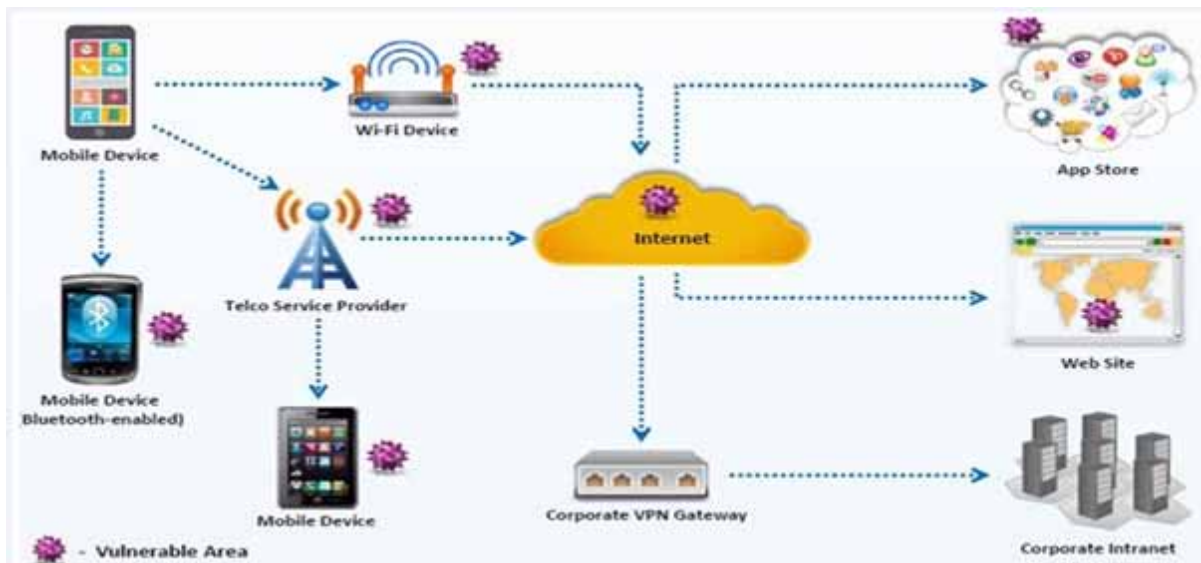 Mobile Device
Wi-Fi Device
App Store
Telco Service Provider
Internet
Mobile Device
Bluetooth-enabled)
Web Site
Mobile Device
Corporate VPN Gateway
Corporate Intranet
- Vulnerable Area